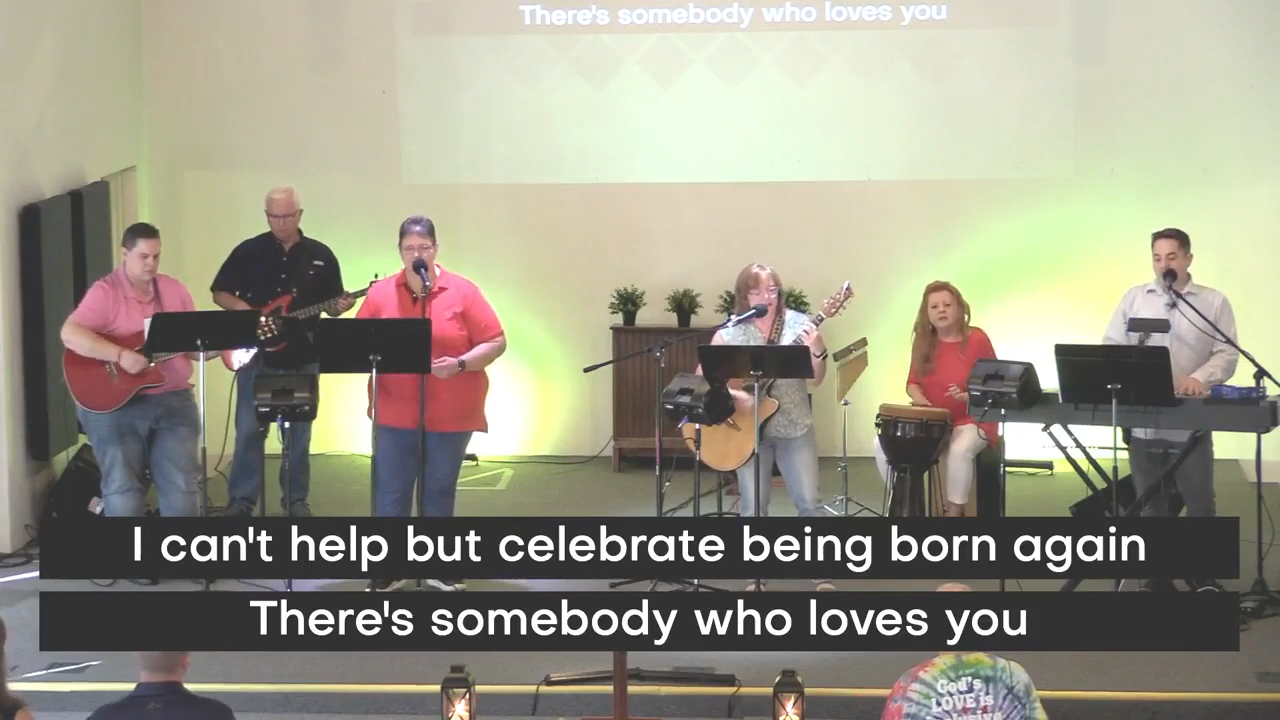 There's somebody who loves you
I can't help but celebrate being born again
There's somebody who loves you
God's
LOVE is
inclusive